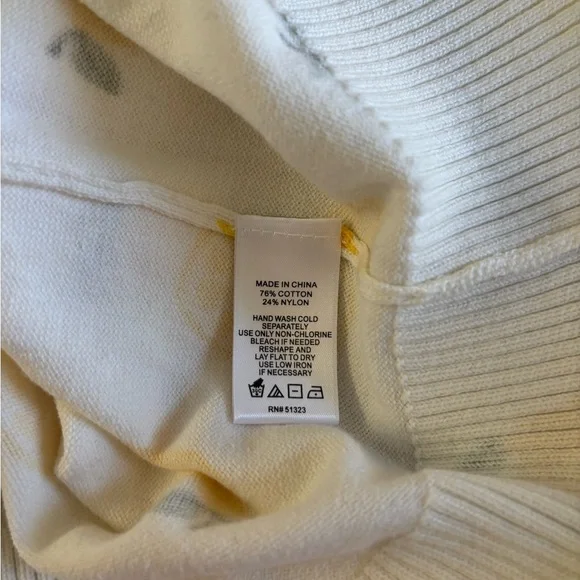 MADE IN CHINA
76% COTTON
24% NYLON
HAND WASH COLD
SEPARATELY
USE ONLY NON-CHLORINE
BLEACH IF NEEDED
RESHAPE AND
LAY FLAT TO DRY
USE LOW IRON
IF NECESSARY
RN# 51323